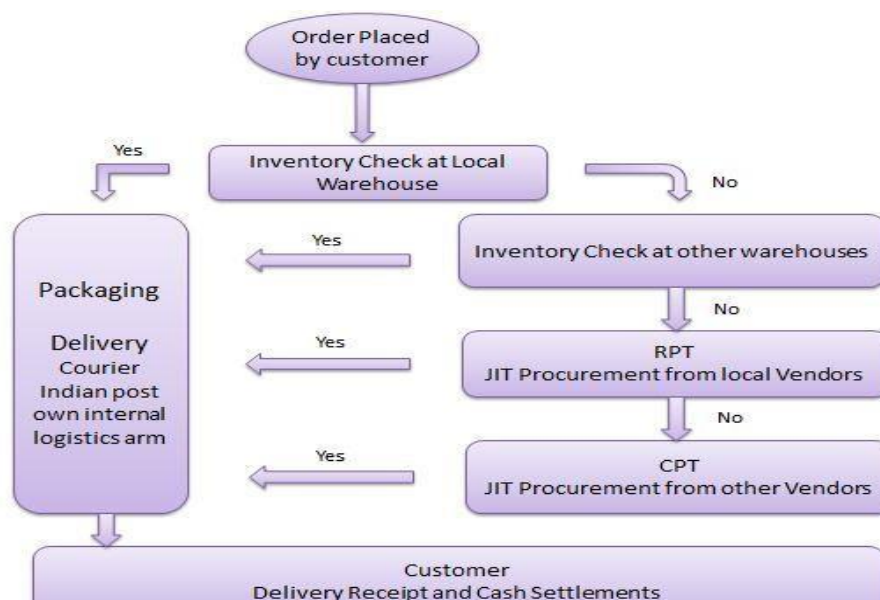 Order Placed
by customer
Yes
Inventory Check at Local
Warehouse
No
Yes
Inventory Check at other warehouses
Packaging
No
Delivery
Courier
Indian post
own internal
logistics arm
Yes
RPT
JIT Procurement from local Vendors
No
Yes
CPT
JIT Procurement from other Vendors
Customer
Delivery Receipt and Cash Settlements